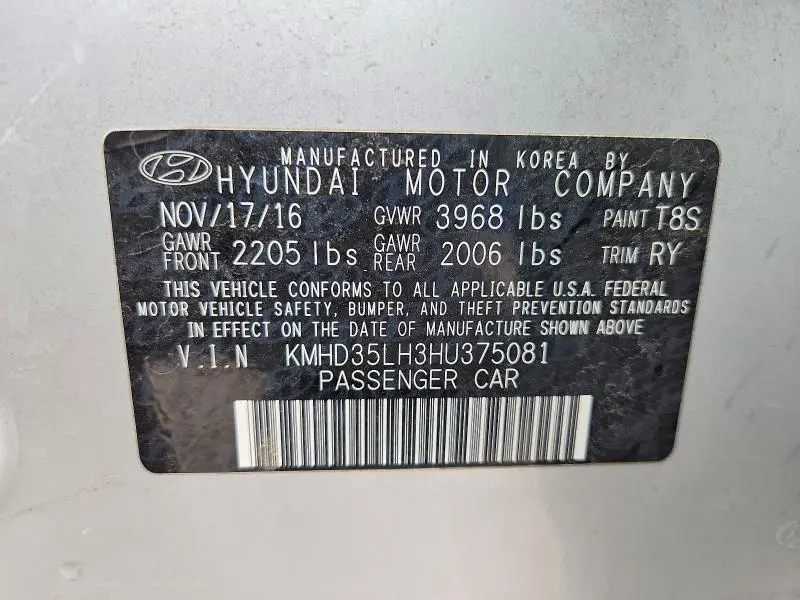 MANUFACTURED IN KOREA BY
HYUNDAI MOTOR COMPANY
NOV/17/16 GVWR 3968 lbs PAINT T8S
GAWR FRONT 2205 lbs GAWR REAR 2006 lbs TRIM RY
THIS VEHICLE CONFORMS TO ALL APPLICABLE U.S.A. FEDERAL
MOTOR VEHICLE SAFETY, BUMPER, AND THEFT PREVENTION STANDARDS
IN EFFECT ON THE DATE OF MANUFACTURE SHOWN ABOVE
V.I.N KMHD35LH3HU375081
PASSENGER CAR